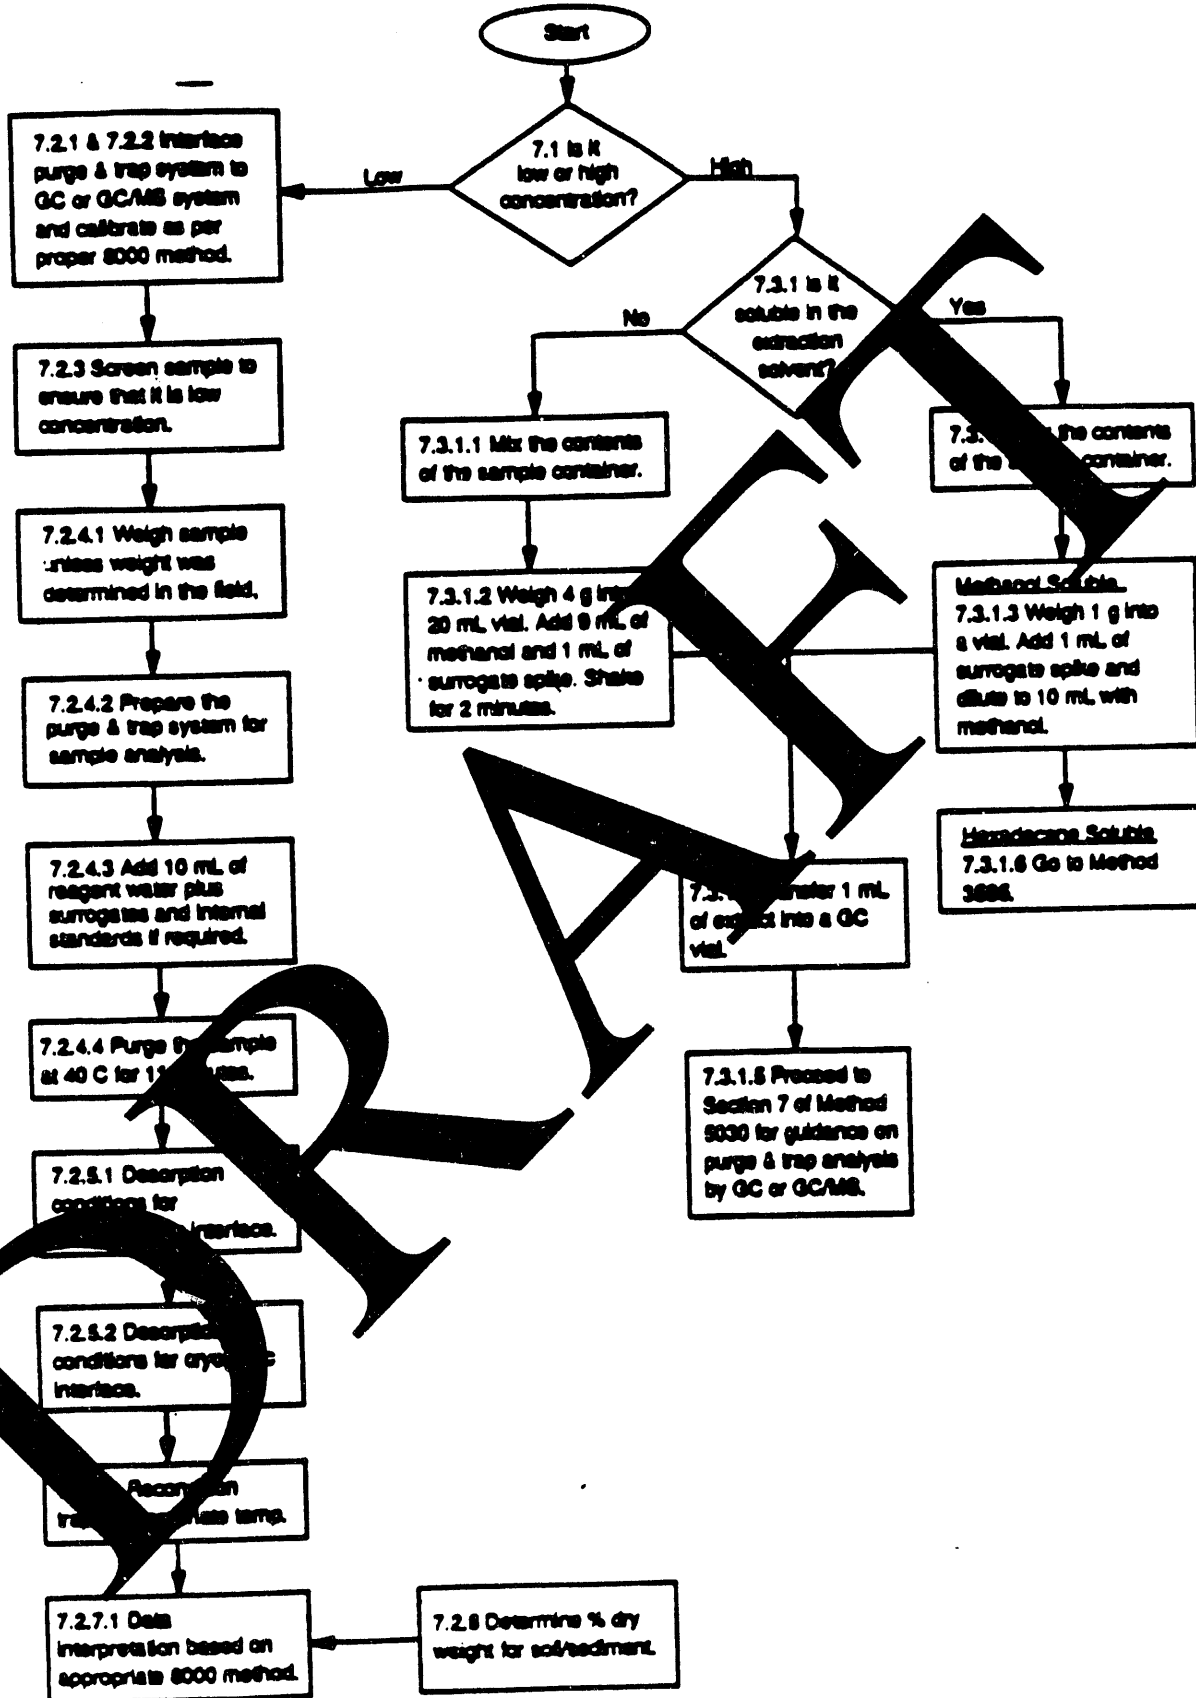 Start
7.1 Is it
low or high
concentration?
Low
High
7.2.1 & 7.2.2 Interface
purge & trap system to
GC or GC/MS system
and calibrate as per
proper 8000 method.
7.3.1 Is it
soluble in the
extraction
solvent?
No
Yes
7.2.3 Screen sample to
ensure that it is low
concentration.
7.3.1.1 Mix the contents
of the sample container.
the contents
of the container.
7.2.4.1 Weigh sample
unless weight was
determined in the field.
7.3.1.2 Weigh 4 g into
20 mL vial. Add 9 mL of
methanol and 1 mL of
surrogate spike. Shake
for 2 minutes.
Methanol Soluble
7.3.1.3 Weigh 1 g into
a vial. Add 1 mL of
surrogate spike and
dilute to 10 mL with
methanol.
7.2.4.2 Prepare the
purge & trap system for
sample analysis.
Hexadecane Soluble
7.3.1.6 Go to Method
7.2.4.3 Add 10 mL of
reagent water plus
surrogates and internal
standards if required.
1 mL
of extract into a GC
vial.
7.2.4.4 Purge the sample
at 40 C for
7.3.1.5 Proceed to
Section 7 of Method
5030 for guidance on
purge & trap analysis
by GC or GC/MS.
7.2.5.1 Desorption
conditions for
interface.
7.2.5.2 Desorption
conditions for
interface.
temp.
7.2.7.1 Data
interpretation based on
appropriate 8000 method.
7.2.8 Determine % dry
weight for soil/sediment.
DRAFT